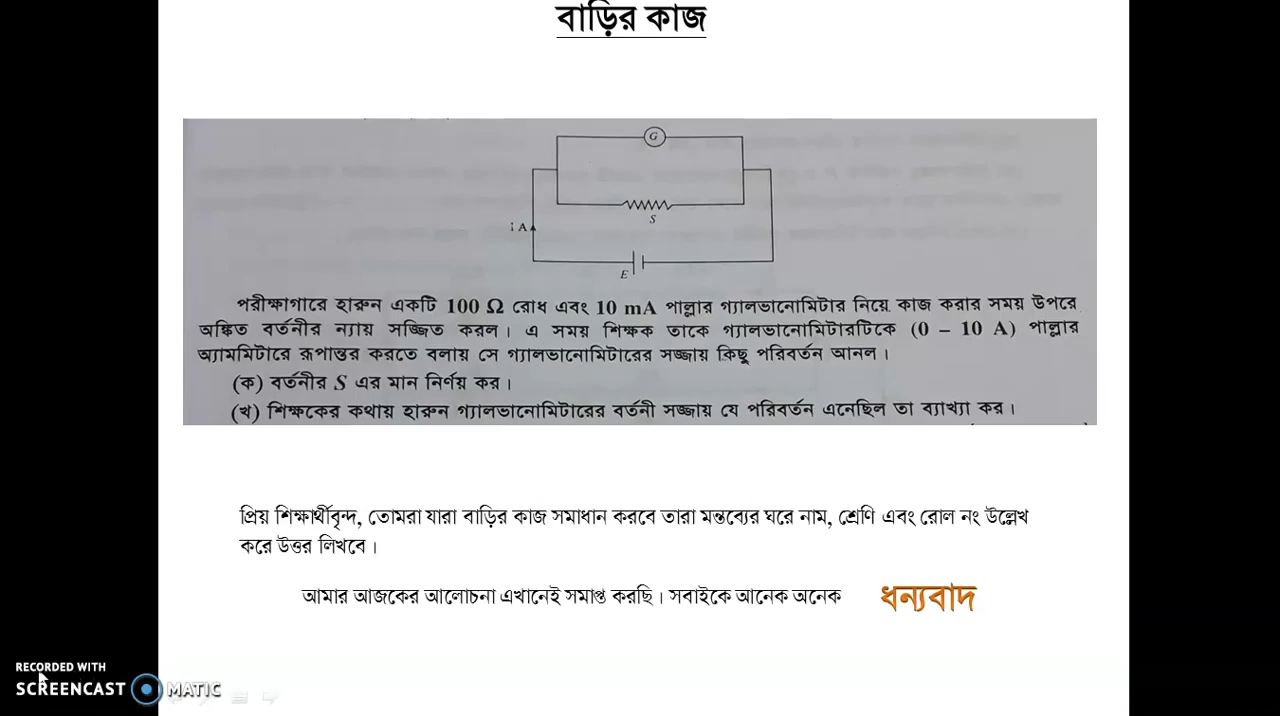 বাড়ির কাজ
G
S
1 A
E
পরীক্ষাগারে হারুন একটি 100 Ω রোধ এবং 10 mA পাল্লার গ্যালভানোমিটার নিয়ে কাজ করার সময় উপরে
অঙ্কিত বর্তনীর ন্যায় সজ্জিত করল। এ সময় শিক্ষক তাকে গ্যালভানোমিটারটিকে (0 – 10 A) পাল্লার
অ্যামমিটারে রূপান্তর করতে বলায় সে গ্যালভানোমিটারের সজ্জায় কিছু পরিবর্তন আনল।
(ক) বর্তনীর S এর মান নির্ণয় কর।
(খ) শিক্ষকের কথায় হারুন গ্যালভানোমিটারের বর্তনী সজ্জায় যে পরিবর্তন এনেছিল তা ব্যাখ্যা কর।
প্রিয় শিক্ষার্থীবৃন্দ, তোমরা যারা বাড়ির কাজ সমাধান করবে তারা মন্তব্যের ঘরে নাম, শ্রেণি এবং রোল নং উল্লেখ
করে উত্তর লিখবে।
আমার আজকের আলোচনা এখানেই সমাপ্ত করছি। সবাইকে আনেক অনেক ধন্যবাদ
RECORDED WITH
SCREENCAST MATIC